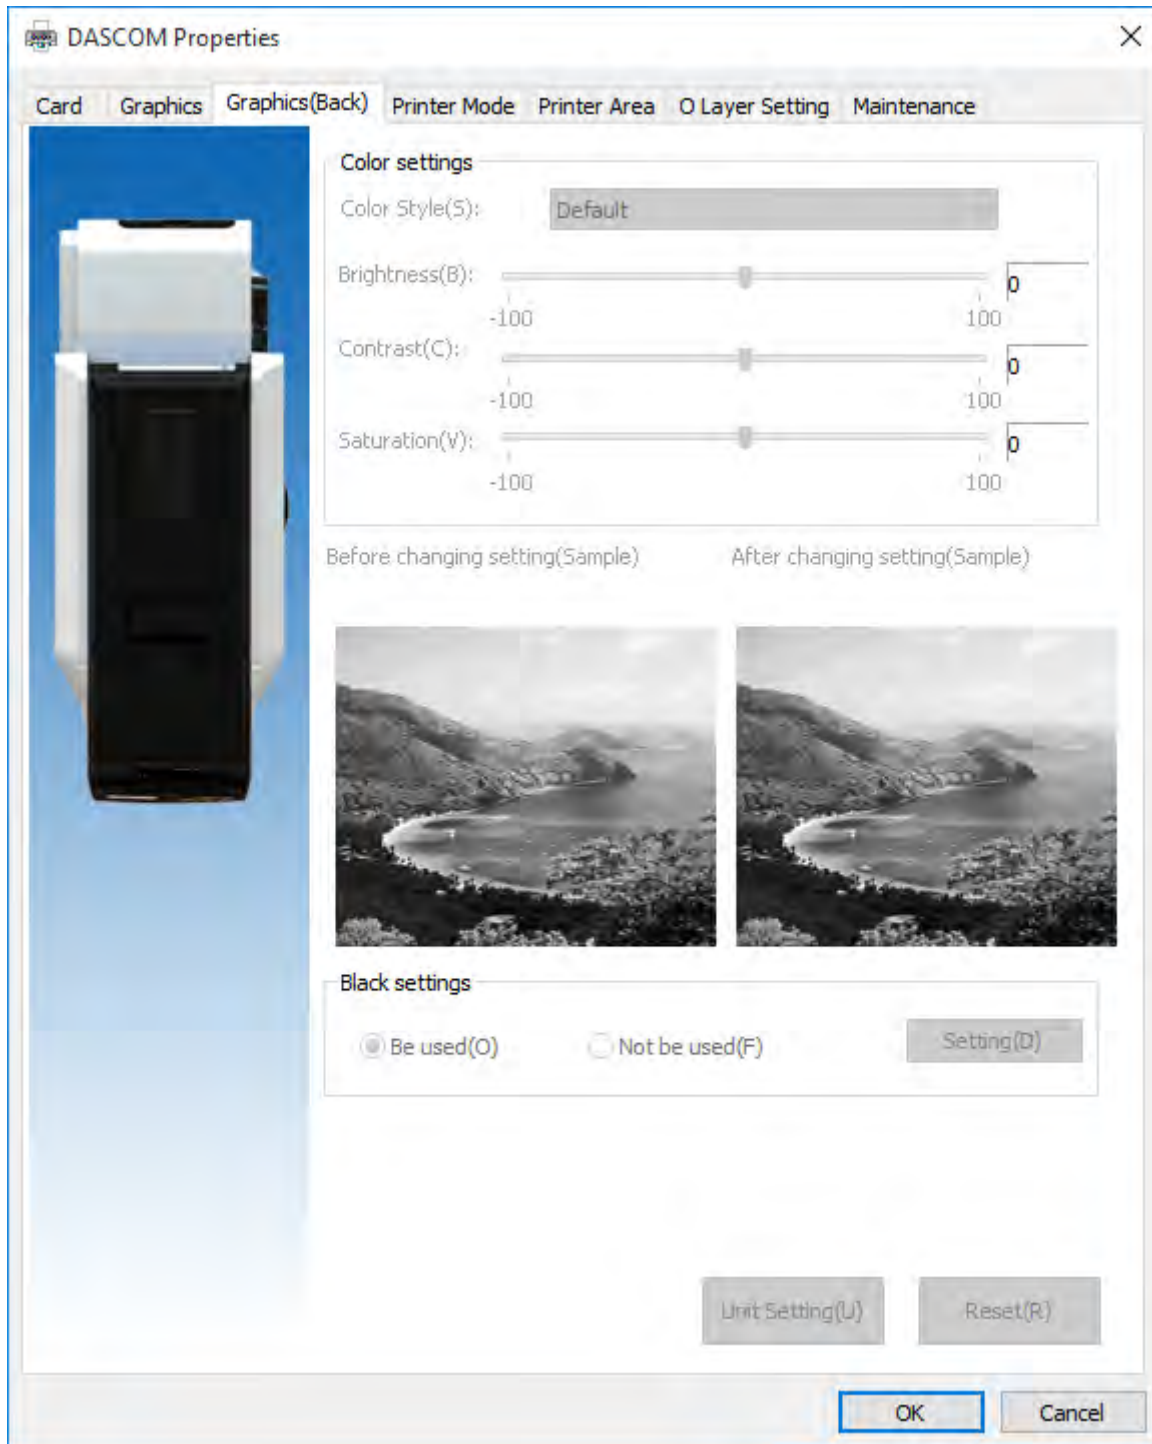 DASCOM Properties
Card Graphics Graphics(Back) Printer Mode Printer Area O Layer Setting Maintenance
Color settings
Color Style(S): Default
Brightness(B): 0
-100 100
Contrast(C): 0
-100 100
Saturation(V): 0
-100 100
Before changing setting(Sample) After changing setting(Sample)
Black settings
Be used(O) Not be used(F) Setting(D)
Unit Setting(U) Reset(R)
OK Cancel